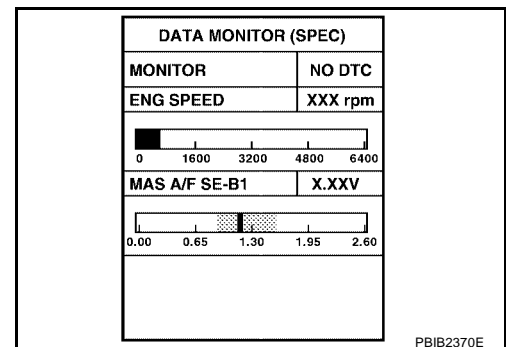 DATA MONITOR (SPEC)
MONITOR NO DTC
ENG SPEED XXX rpm
0 1600 3200 4800 6400
MAS A/F SE-B1 X.XXV
0.00 0.65 1.30 1.95 2.60
PBIB2370E